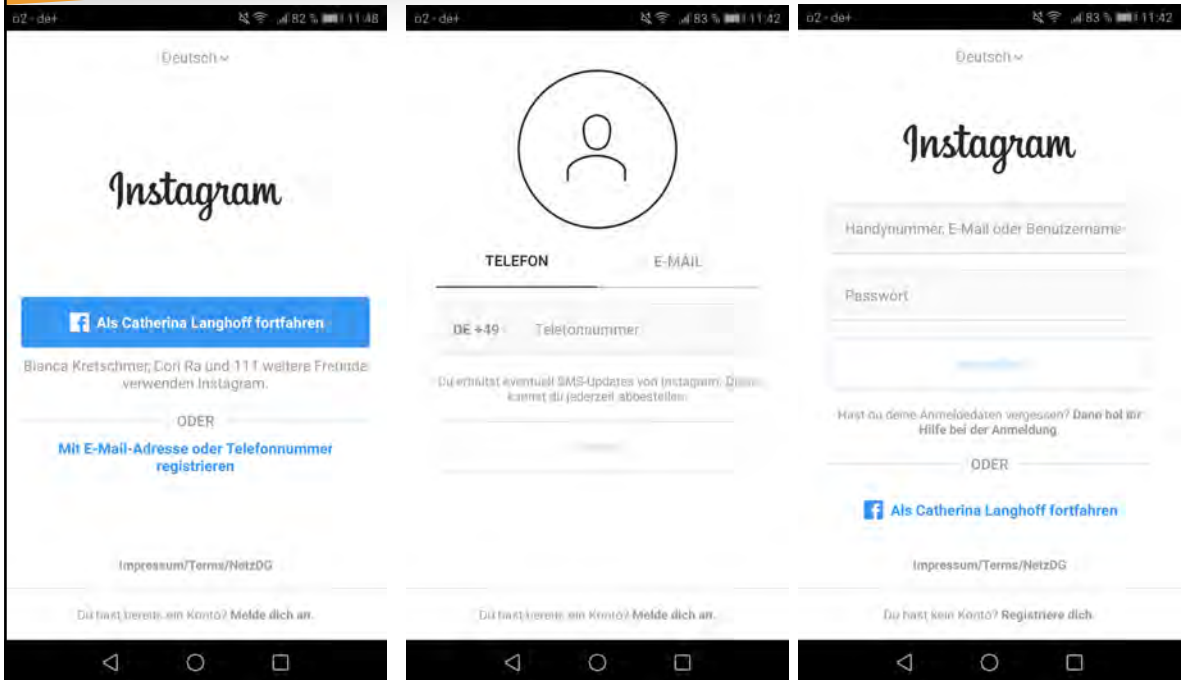 o2 - de+
82 % 11:48
Deutsch
Instagram
Als Catherina Langhoff fortfahren
Bianca Kretschmer, Dori Ra und 111 weitere Freunde
verwenden Instagram.
ODER
Mit E-Mail-Adresse oder Telefonnummer
registrieren
Impressum/Terms/NetzDG
Du hast bereits ein Konto? Melde dich an.
o2 - de+
83 % 11:42
TELEFON
E-MAIL
DE +49
Telefonnummer
Du erhältst eventuell SMS-Updates von Instagram. Diese
kannst du jederzeit abbestellen.
Du hast bereits ein Konto? Melde dich an.
o2 - de+
83 % 11:42
Deutsch
Instagram
Handynummer, E-Mail oder Benutzername
Passwort
Hast du deine Anmeldedaten vergessen? Dann hol dir
Hilfe bei der Anmeldung.
ODER
Als Catherina Langhoff fortfahren
Impressum/Terms/NetzDG
Du hast kein Konto? Registriere dich.